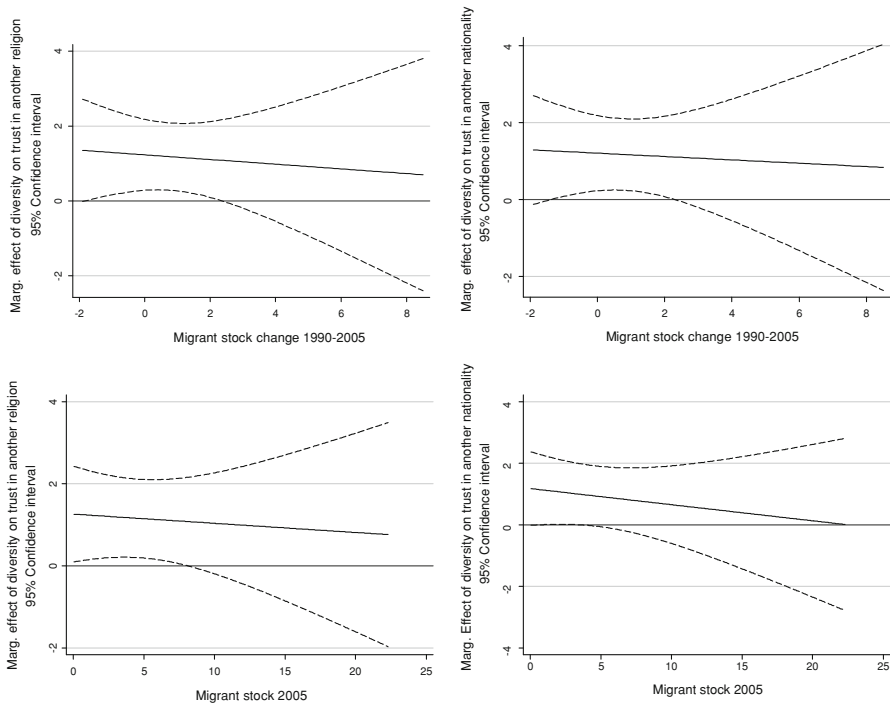 Marg. effect of diversity on trust in another religion
95% Confidence interval
4
2
0
-2
-2 0 2 4 6 8
Migrant stock change 1990-2005
Marg. effect of diversity on trust in another nationality
95% Confidence interval
4
2
0
-2
-2 0 2 4 6 8
Migrant stock change 1990-2005
Marg. effect of diversity on trust in another religion
95% Confidence interval
4
2
0
-2
0 5 10 15 20 25
Migrant stock 2005
Marg. Effect of diversity on trust in another nationality
95% Confidence interval
4
2
0
-2
-4
0 5 10 15 20 25
Migrant stock 2005